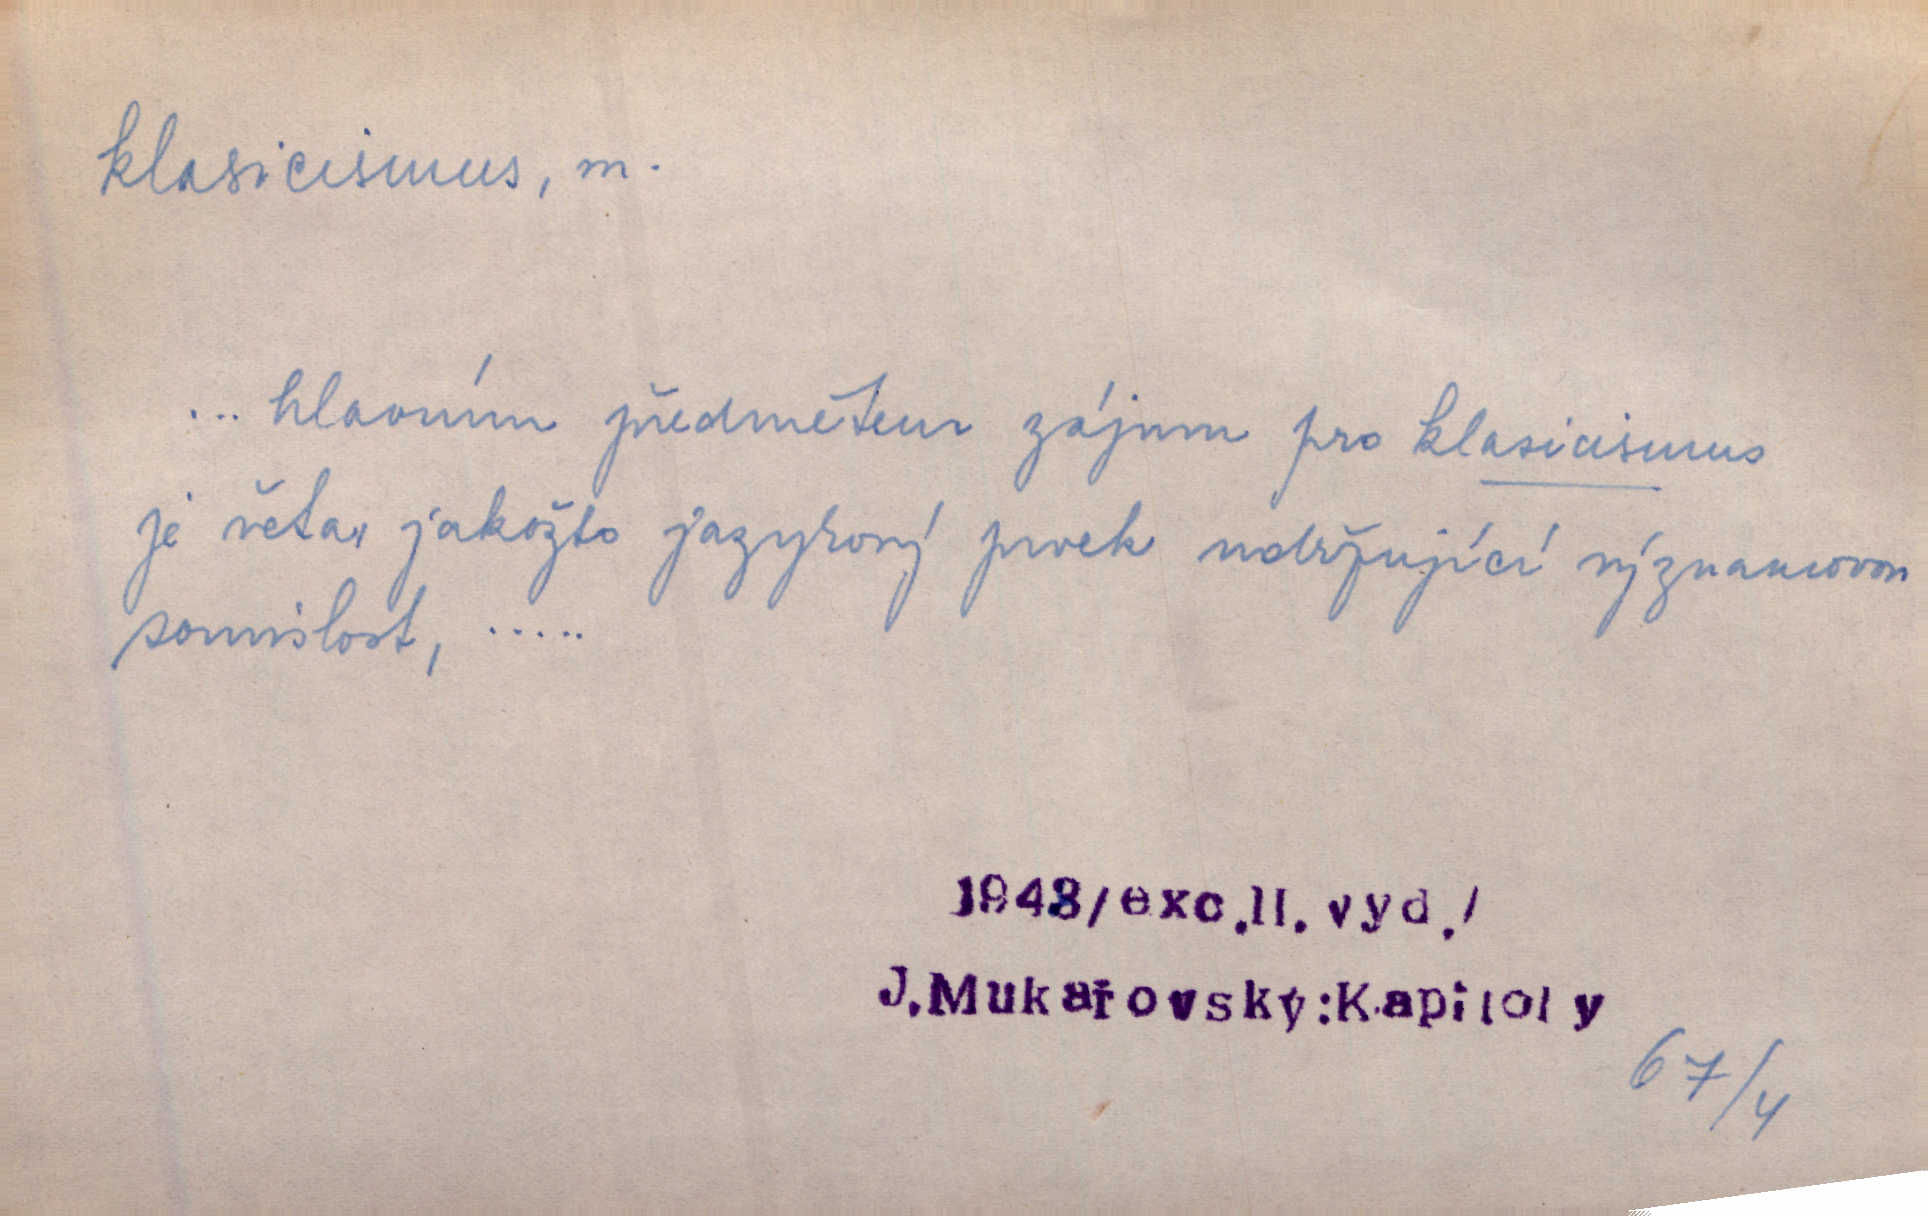 klasicismus, m.
... hlavním předmětem zájmu pro klasicismus
je věta, jakožto jazykový prvek udržující významovou
souvislost, .....
1948/exc.II.vyd./
J.Mukařovský:Kapitoly
67/4